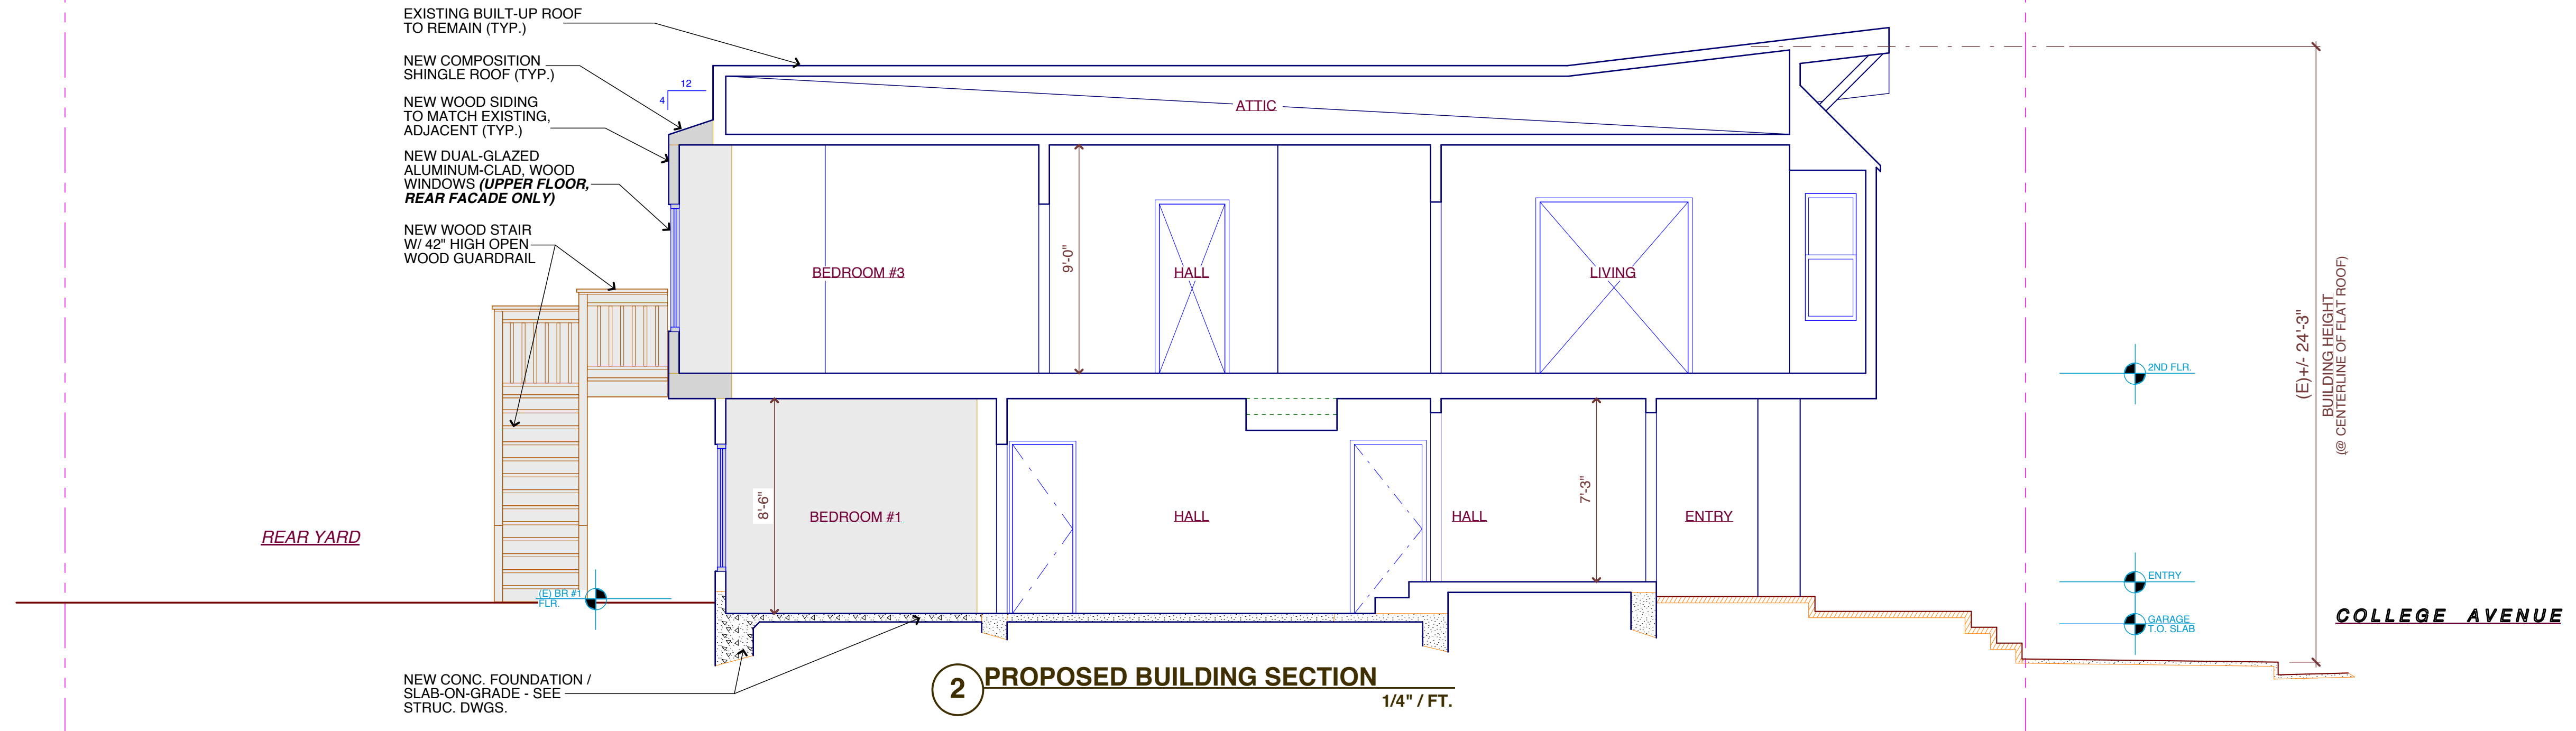 EXISTING BUILT-UP ROOF
TO REMAIN (TYP.)
NEW COMPOSITION
SHINGLE ROOF (TYP.)
NEW WOOD SIDING
TO MATCH EXISTING,
ADJACENT (TYP.)
NEW DUAL-GLAZED
ALUMINUM-CLAD, WOOD
WINDOWS (UPPER FLOOR,
REAR FACADE ONLY)
NEW WOOD STAIR
W/ 42" HIGH OPEN
WOOD GUARDRAIL
12
4
ATTIC
BEDROOM #3
9'-0"
HALL
LIVING
8'-6"
BEDROOM #1
HALL
HALL
7'-3"
ENTRY
REAR YARD
(E) BR #1
FLR.
2ND FLR.
ENTRY
GARAGE
T.O. SLAB
(E)+/- 24'-3"
BUILDING HEIGHT
(@ CENTERLINE OF FLAT ROOF)
COLLEGE AVENUE
NEW CONC. FOUNDATION /
SLAB-ON-GRADE - SEE
STRUC. DWGS.
2
PROPOSED BUILDING SECTION
1/4" / FT.